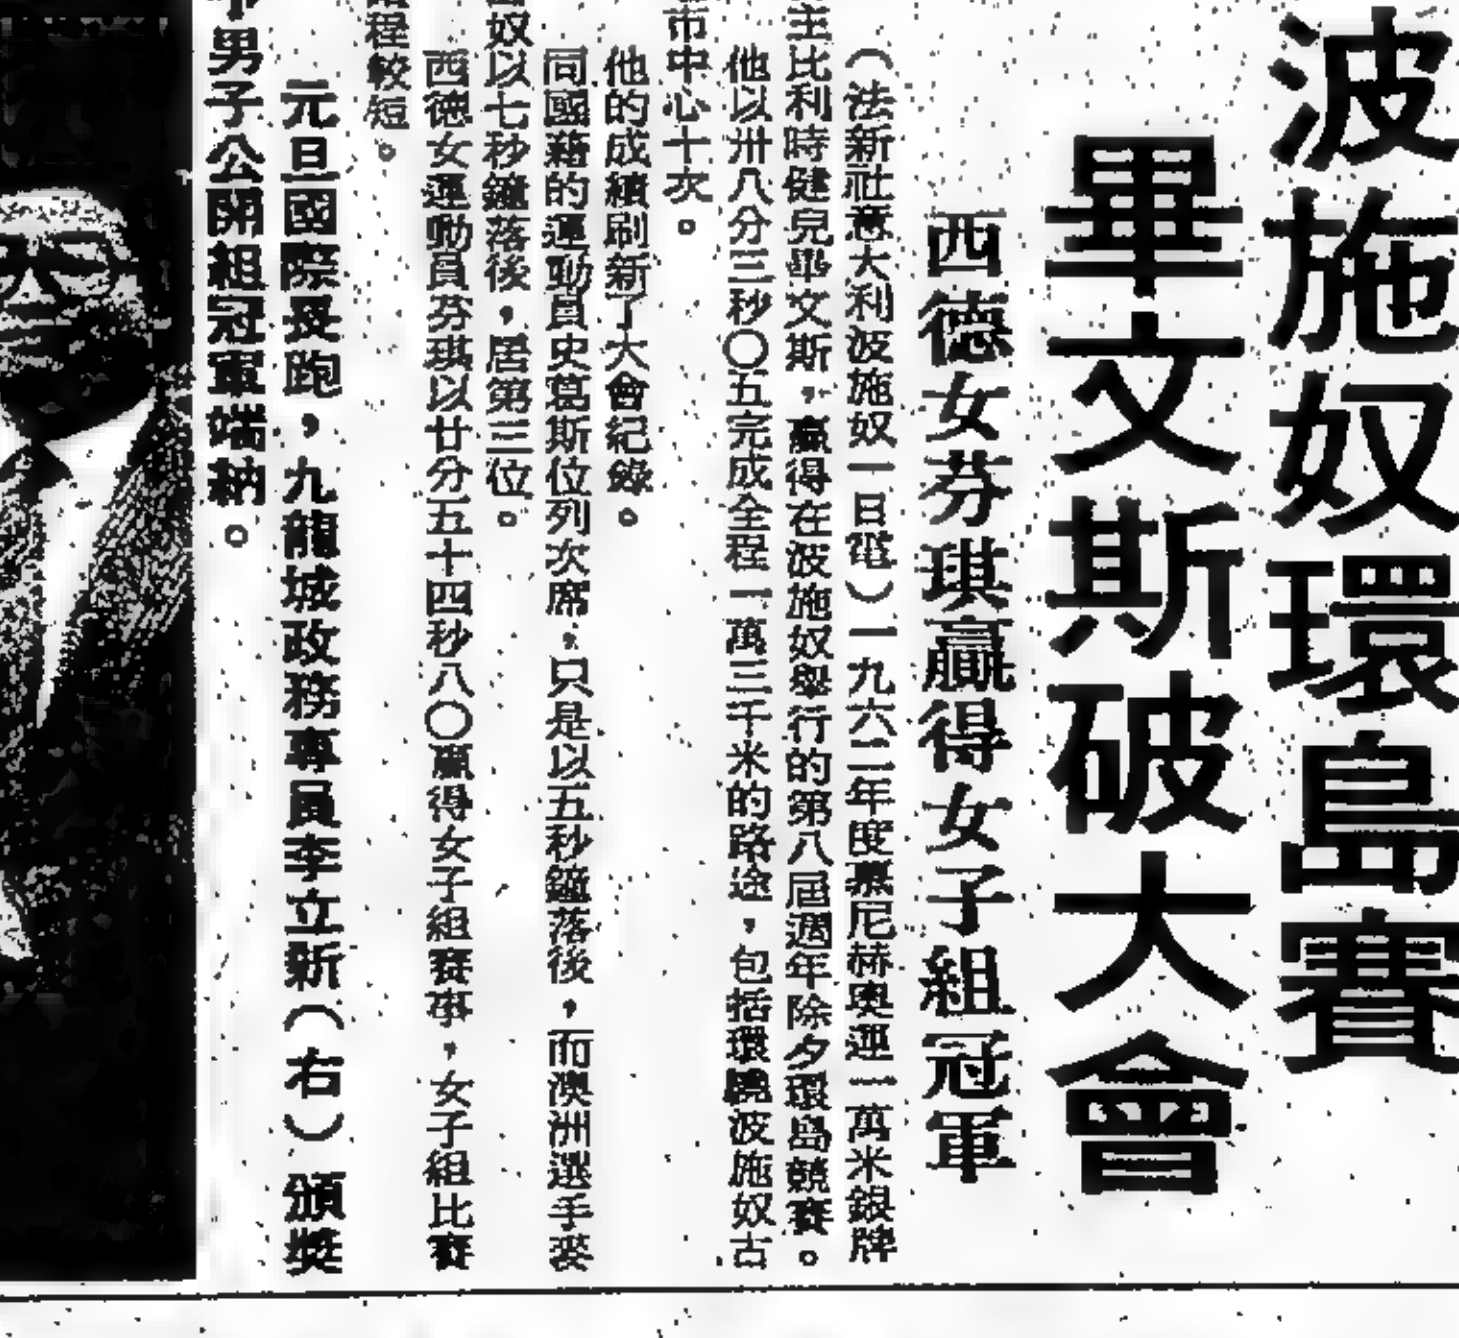 波施奴環島賽
畢文斯破大會
西德女芬琪贏得女子組冠軍
(法新社意大利波施奴一日電)一九六二年度慕尼赫奧運一萬米銀牌
主比利時健兒畢文斯,贏得在波施奴舉行的第八屆週年除夕環島競賽。
他以卅八分三秒〇五完成全程一萬三千米的路途,包括環繞波施奴古
市中心十次。
他的成績刷新了大會紀錄。
同國藉的運動員史葛斯位列次席,只是以五秒鐘落後,而澳洲選手麥
奴以七秒鐘落後,居第三位。
西德女運動員芬琪以廿分五十四秒八〇贏得女子組賽事,女子組比賽
路程較短。
元旦國際長跑,九龍城政務專員李立新(右)頒獎
男子公開組冠軍端納。